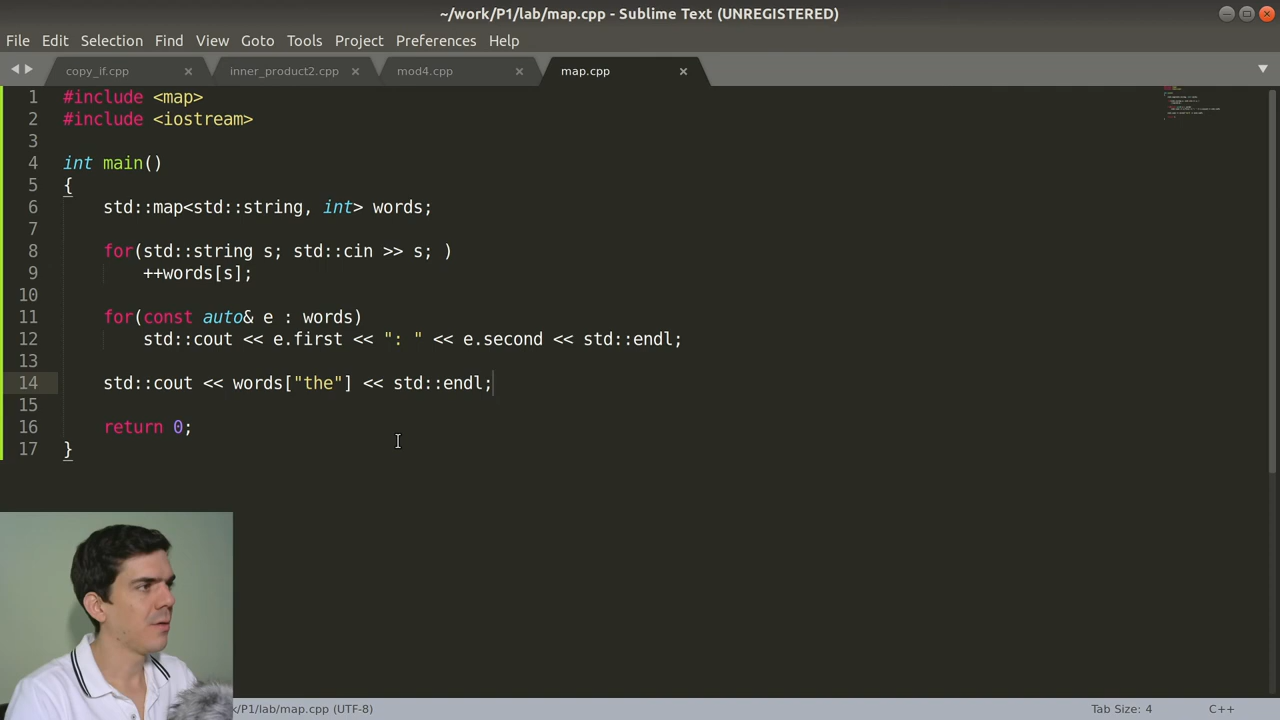 ~/work/P1/lab/map.cpp - Sublime Text (UNREGISTERED)
File Edit Selection Find View Goto Tools Project Preferences Help
copy_if.cpp inner_product2.cpp mod4.cpp map.cpp
1 #include <map>
2 #include <iostream>
3
4 int main()
5 {
6 std::map<std::string, int> words;
7
8 for(std::string s; std::cin >> s; )
9 ++words[s];
10
11 for(const auto& e : words)
12 std::cout << e.first << ": " << e.second << std::endl;
13
14 std::cout << words["the"] << std::endl;
15
16 return 0;
17 }
k/P1/lab/map.cpp (UTF-8) Tab Size: 4 C++